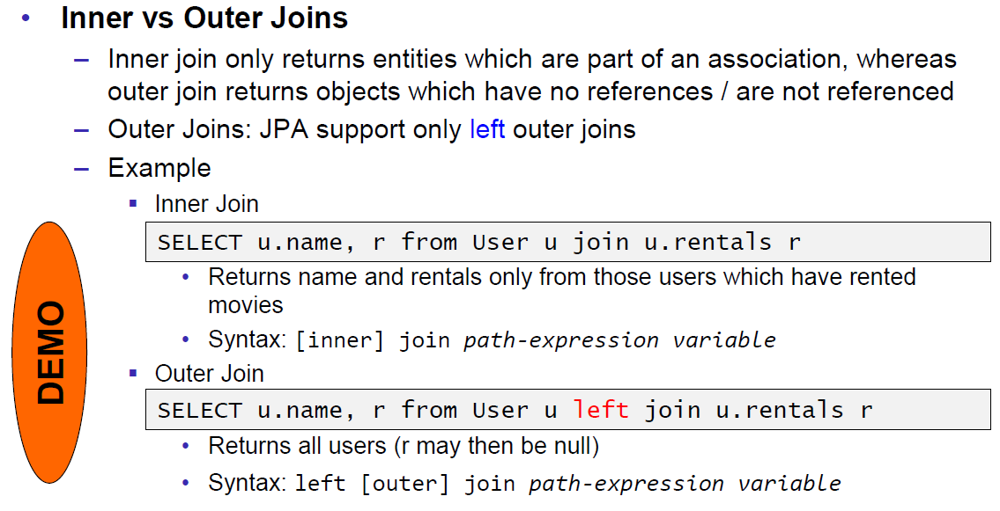 • Inner vs Outer Joins
– Inner join only returns entities which are part of an association, whereas
outer join returns objects which have no references / are not referenced
– Outer Joins: JPA support only left outer joins
– Example
▪ Inner Join
SELECT u.name, r from User u join u.rentals r
• Returns name and rentals only from those users which have rented
movies
• Syntax: [inner] join path-expression variable
▪ Outer Join
SELECT u.name, r from User u left join u.rentals r
• Returns all users (r may then be null)
• Syntax: left [outer] join path-expression variable
DEMO